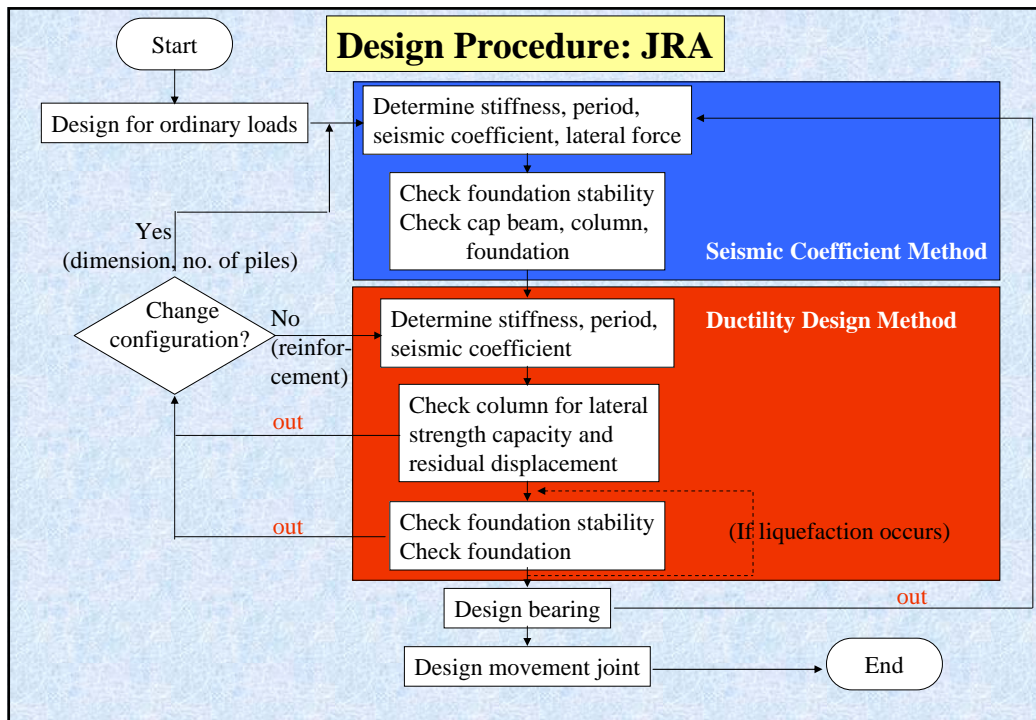 Design Procedure: JRA
Start
Design for ordinary loads
Determine stiffness, period,
seismic coefficient, lateral force
Check foundation stability
Check cap beam, column,
foundation
Seismic Coefficient Method
Yes
(dimension, no. of piles)
Change
configuration?
No
(reinfor-
cement)
Determine stiffness, period,
seismic coefficient
Ductility Design Method
Check column for lateral
strength capacity and
residual displacement
out
Check foundation stability
Check foundation
out
(If liquefaction occurs)
Design bearing
out
Design movement joint
End